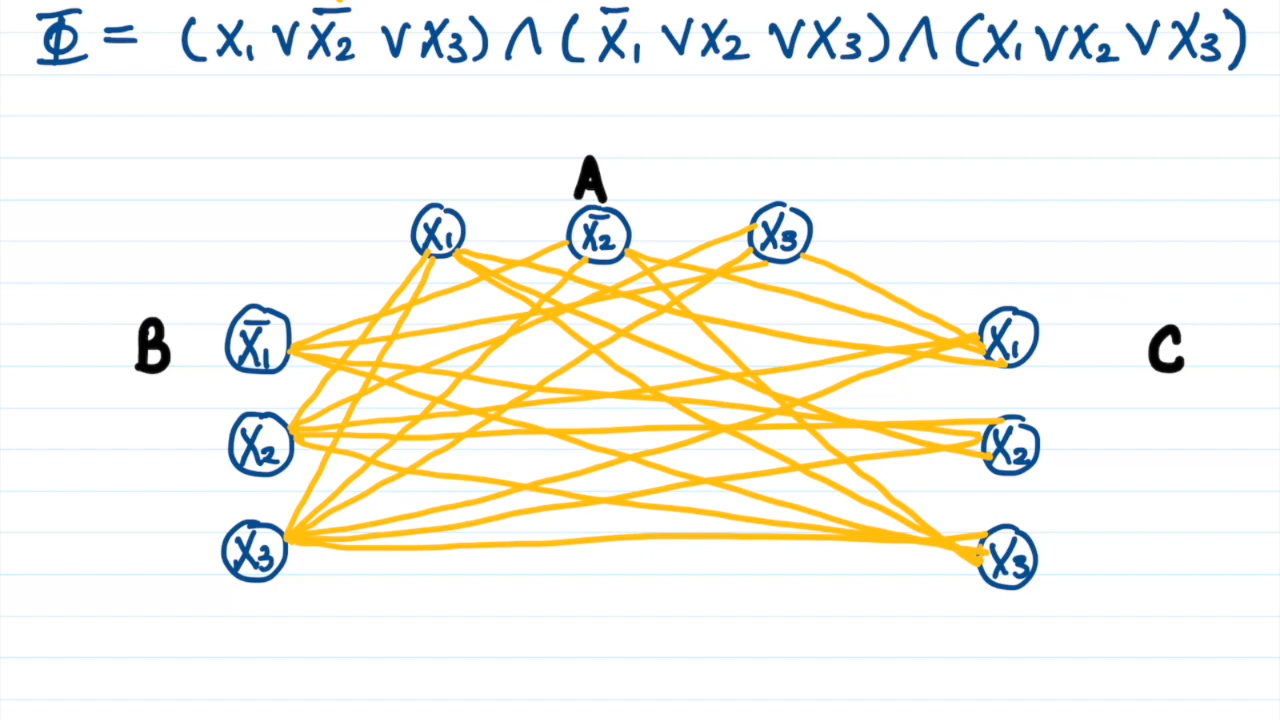 Φ = (x₁ ∨ x̅₂ ∨ x₃) ∧ (x̅₁ ∨ x₂ ∨ x₃) ∧ (x₁ ∨ x₂ ∨ x₃)
A
x₁ x̅₂ x₃
B x̅₁ x₁ C
x₂ x₂
x₃ x₃